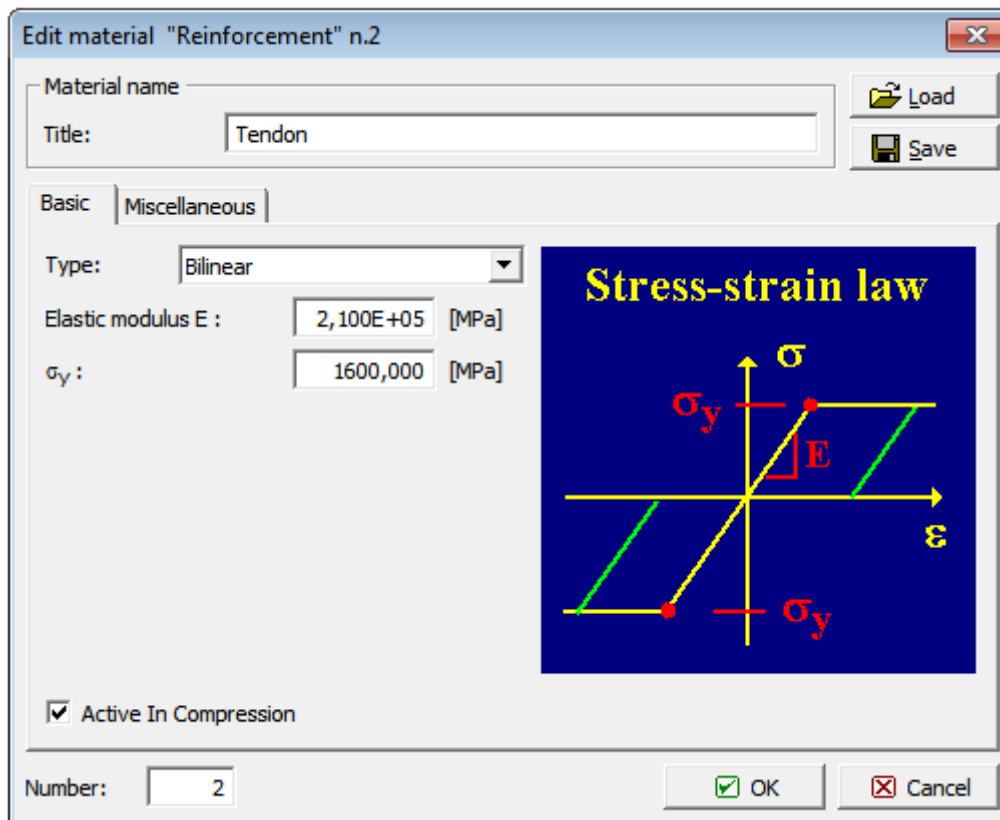 Edit material "Reinforcement" n.2
Material name
Title: Tendon
Load
Save
Basic Miscellaneous
Type: Bilinear
Elastic modulus E : 2,100E+05 [MPa]
σy : 1600,000 [MPa]
Stress-strain law
σ
σy
E
ε
σy
Active In Compression
Number: 2 OK Cancel